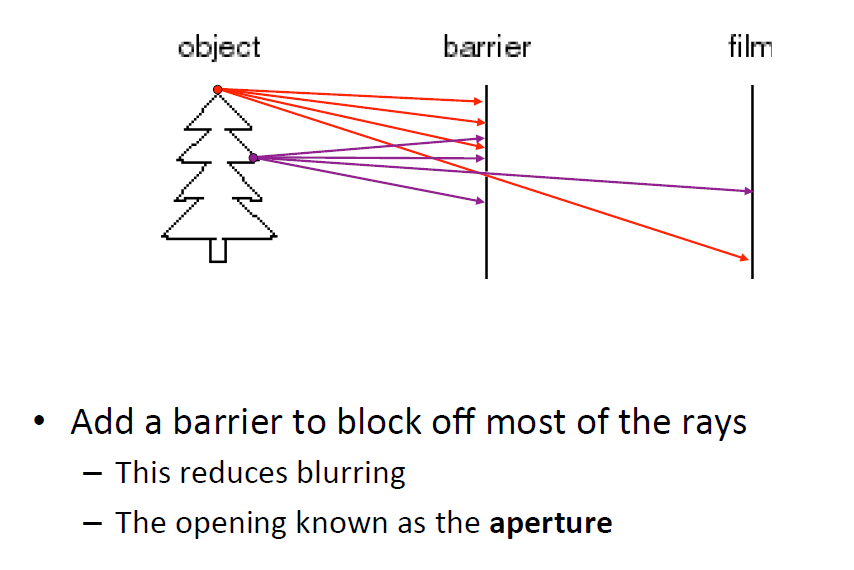 object barrier film
• Add a barrier to block off most of the rays
– This reduces blurring
– The opening known as the aperture